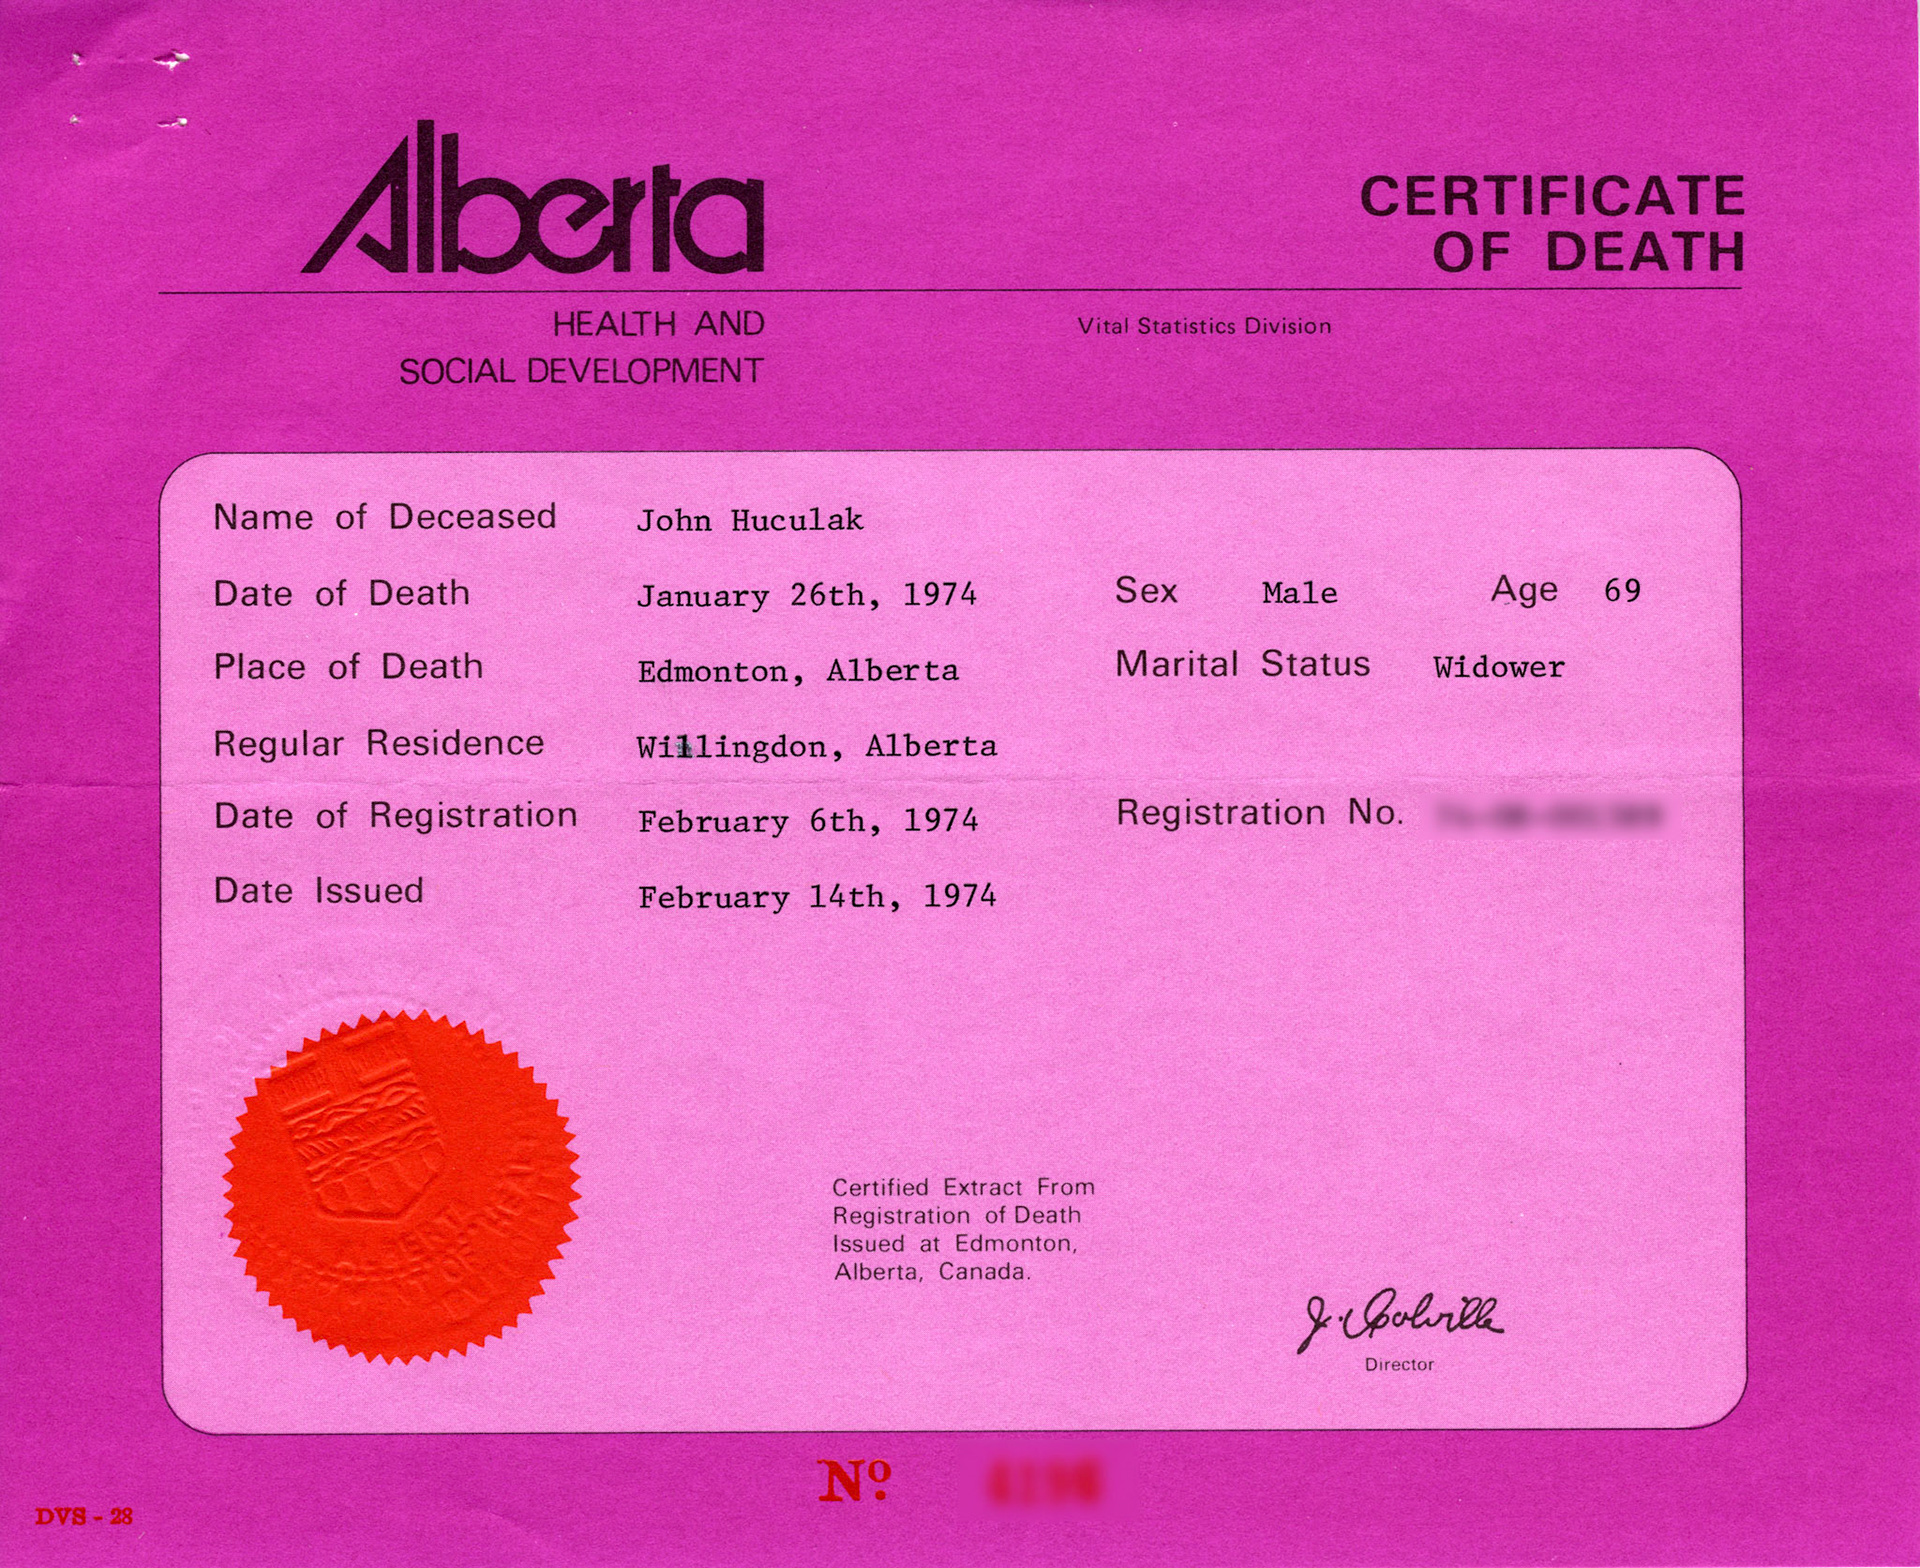 Alberta
CERTIFICATE
OF DEATH
HEALTH AND
SOCIAL DEVELOPMENT
Vital Statistics Division
Name of Deceased John Huculak
Date of Death January 26th, 1974 Sex Male Age 69
Place of Death Edmonton, Alberta Marital Status Widower
Regular Residence Willingdon, Alberta
Date of Registration February 6th, 1974 Registration No.
Date Issued February 14th, 1974
Certified Extract From
Registration of Death
Issued at Edmonton,
Alberta, Canada.
J. Colville
Director
No.
DVS - 28